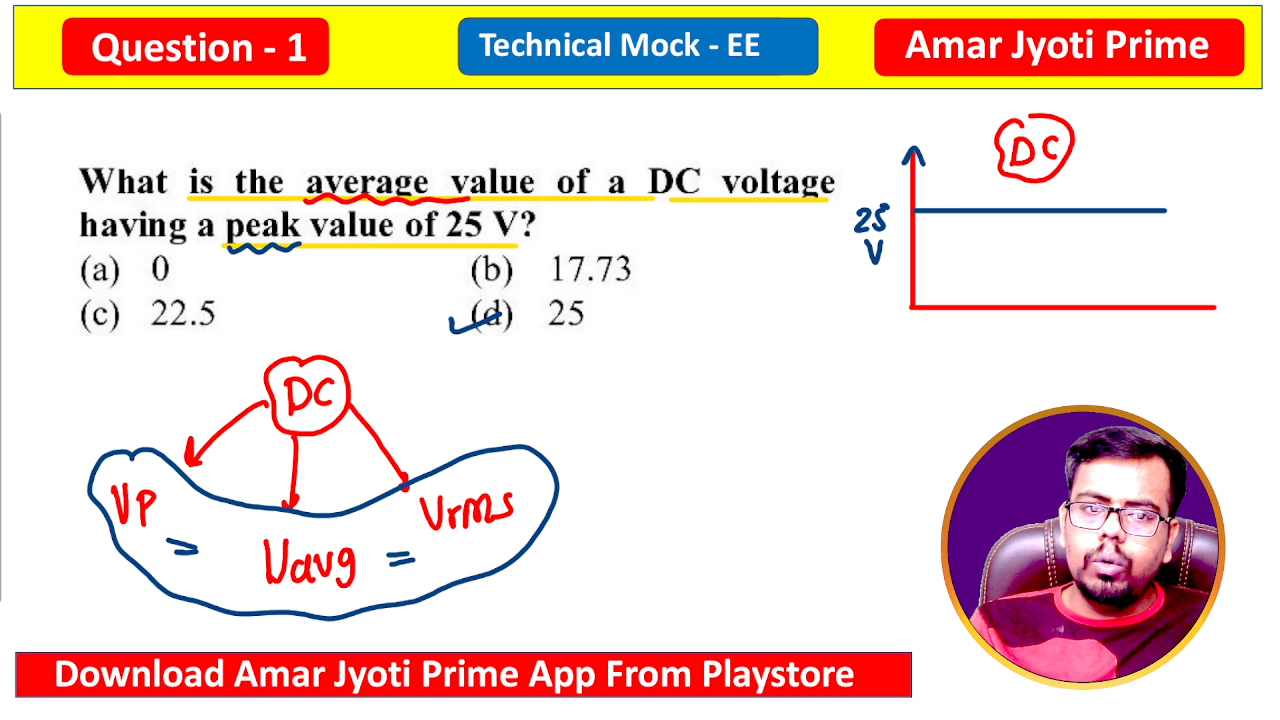 Question - 1
Technical Mock - EE
Amar Jyoti Prime
What is the average value of a DC voltage
having a peak value of 25 V?
(a) 0
(b) 17.73
(c) 22.5
(d) 25
DC
25
V
DC
Vp = Vavg = Vrms
Download Amar Jyoti Prime App From Playstore